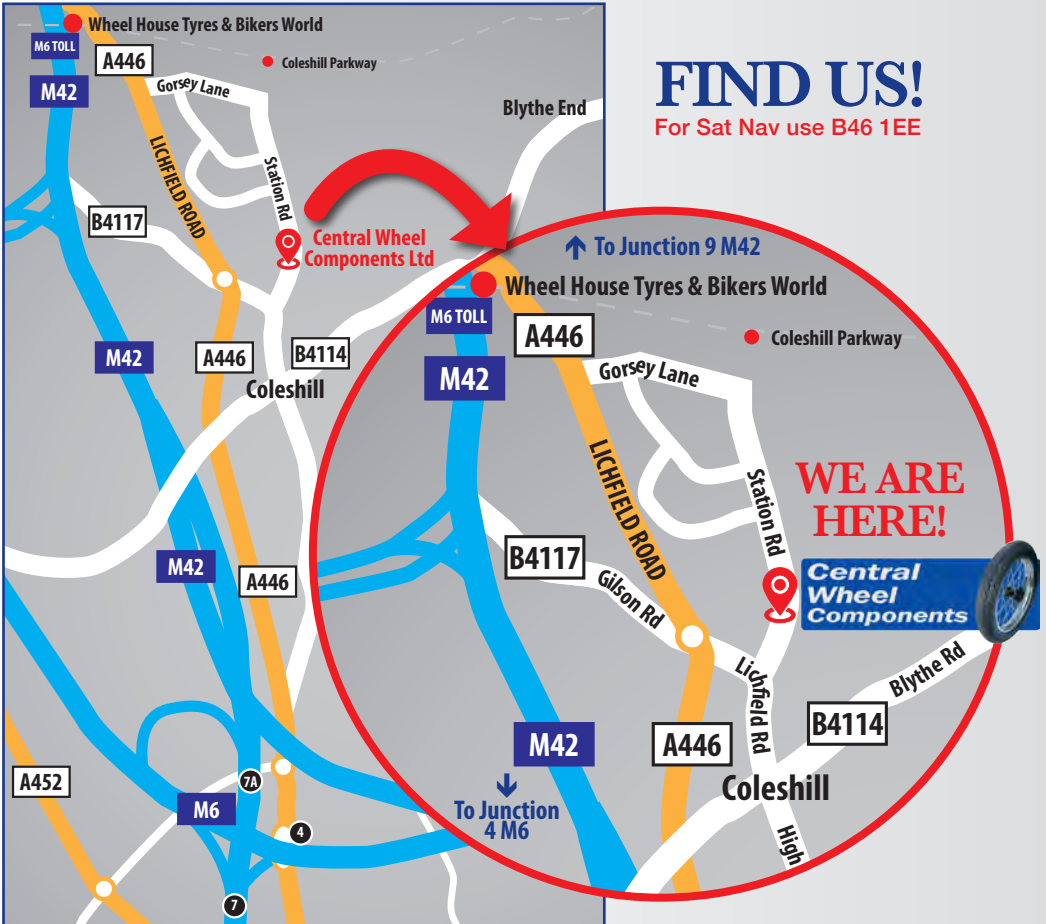 Wheel House Tyres & Bikers World
M6 TOLL
A446
Coleshill Parkway
M42
Gorsey Lane
Blythe End
LICHFIELD ROAD
Station Rd
B4117
Central Wheel
Components Ltd
M42
A446
B4114
Coleshill
M42
A446
A452
7A
M6
4
7
FIND US!
For Sat Nav use B46 1EE
To Junction 9 M42
Wheel House Tyres & Bikers World
M6 TOLL
A446
Coleshill Parkway
M42
Gorsey Lane
LICHFIELD ROAD
Station Rd
WE ARE
HERE!
B4117
Gilson Rd
Central
Wheel
Components
Lichfield Rd
Blythe Rd
B4114
M42
A446
Coleshill
To Junction
4 M6
High